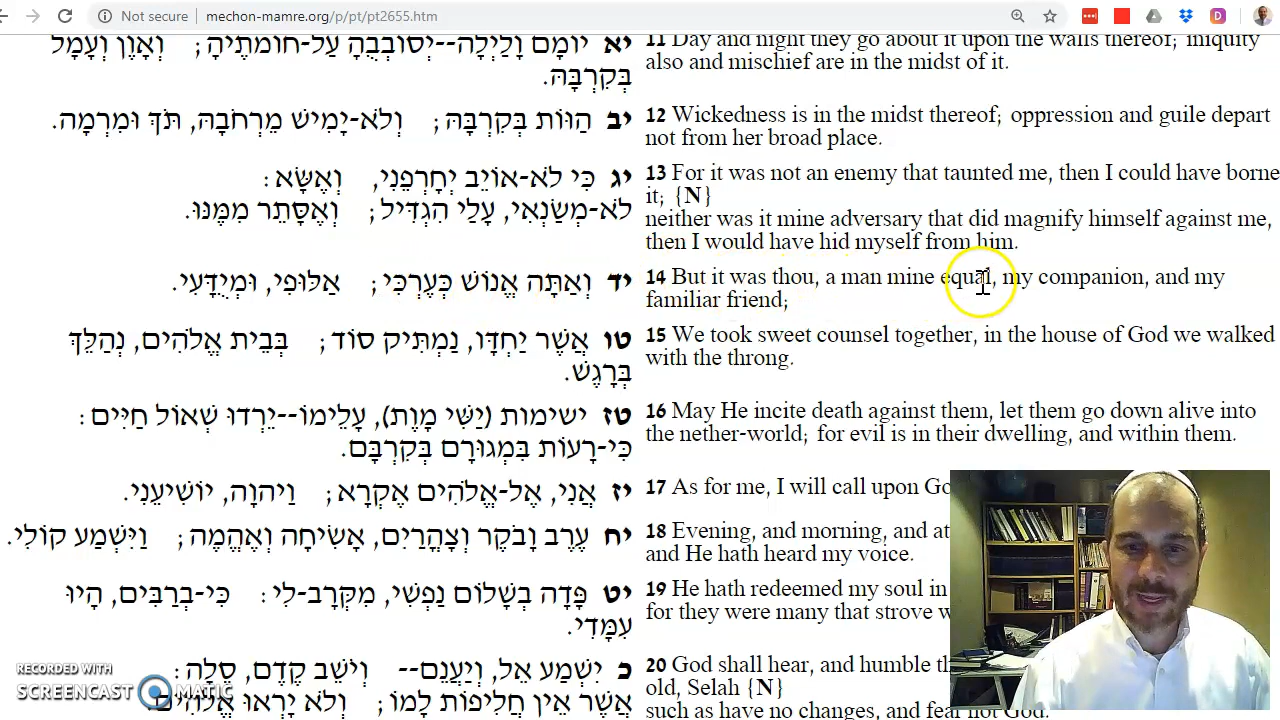 Not secure | mechon-mamre.org/p/pt/pt2655.htm
יא יוֹמָם וָלַיְלָה--יְסוֹבְבֻהָ עַל-חוֹמֹתֶיהָ; וְאָוֶן וְעָמָל
בְּקִרְבָּהּ.
11 Day and night they go about it upon the walls thereof; iniquity
also and mischief are in the midst of it.
יב הַוּוֹת בְּקִרְבָּהּ; וְלֹא-יָמִישׁ מֵרְחֹבָהּ, תֹּךְ וּמִרְמָה.
12 Wickedness is in the midst thereof; oppression and guile depart
not from her broad place.
יג כִּי לֹא-אוֹיֵב יְחָרְפֵנִי, וְאֶשָּׂא:
לֹא-מְשַׂנְאִי, עָלַי הִגְדִּיל; וְאֶסָּתֵר מִמֶּנּוּ.
13 For it was not an enemy that taunted me, then I could have borne
it; {N}
neither was it mine adversary that did magnify himself against me,
then I would have hid myself from him.
יד וְאַתָּה אֱנוֹשׁ כְּעֶרְכִּי; אַלּוּפִי, וּמְיֻדָּעִי.
14 But it was thou, a man mine equal, my companion, and my
familiar friend;
טו אֲשֶׁר יַחְדָּו, נַמְתִּיק סוֹד; בְּבֵית אֱלֹהִים, נְהַלֵּךְ
בְּרָגֶשׁ.
15 We took sweet counsel together, in the house of God we walked
with the throng.
טז ישימות (יַשִּׁי מָוֶת), עָלֵימוֹ--יֵרְדוּ שְׁאוֹל חַיִּים:
כִּי-רָעוֹת בִּמְגוּרָם בְּקִרְבָּם.
16 May He incite death against them, let them go down alive into
the nether-world; for evil is in their dwelling, and within them.
יז אֲנִי, אֶל-אֱלֹהִים אֶקְרָא; וַיהוָה, יוֹשִׁיעֵנִי.
17 As for me, I will call upon Go
יח עֶרֶב וָבֹקֶר וְצָהֳרַיִם, אָשִׂיחָה וְאֶהֱמֶה; וַיִּשְׁמַע קוֹלִי.
18 Evening, and morning, and at
and He hath heard my voice.
יט פָּדָה בְשָׁלוֹם נַפְשִׁי, מִקְּרָב-לִי: כִּי-בְרַבִּים, הָיוּ
עִמָּדִי.
19 He hath redeemed my soul in
for they were many that strove w
כ יִשְׁמַע אֵל, וְיַעֲנֵם-- וְיֹשֵׁב קֶדֶם, סֶלָה:
אֲשֶׁר אֵין חֲלִיפוֹת לָמוֹ; וְלֹא יָרְאוּ אֱלֹהִים.
20 God shall hear, and humble th
old, Selah {N}
such as have no changes, and fear not God.
RECORDED WITH
SCREENCAST MATIC